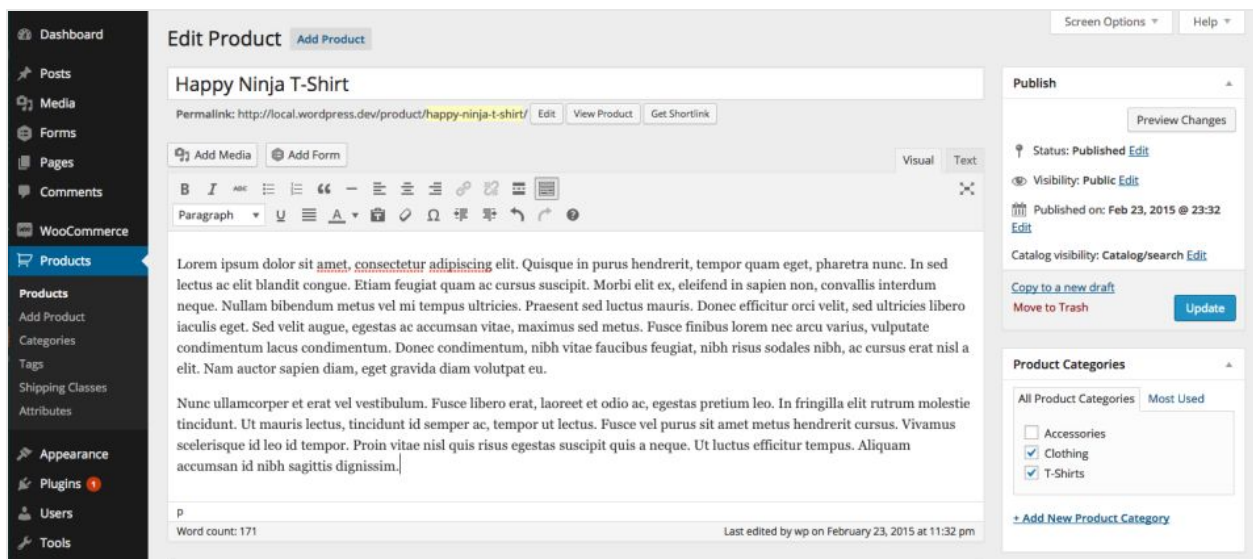 Dashboard
Posts
Media
Forms
Pages
Comments
WooCommerce
Products
Products
Add Product
Categories
Tags
Shipping Classes
Attributes
Appearance
Plugins 1
Users
Tools
Screen Options
Help
Edit Product Add Product
Happy Ninja T-Shirt
Permalink: http://local.wordpress.dev/product/happy-ninja-t-shirt/ Edit View Product Get Shortlink
Add Media Add Form
Visual Text
B I ABC
Paragraph U A Ω
Lorem ipsum dolor sit amet, consectetur adipiscing elit. Quisque in purus hendrerit, tempor quam eget, pharetra nunc. In sed
lectus ac elit blandit congue. Etiam feugiat quam ac cursus suscipit. Morbi elit ex, eleifend in sapien non, convallis interdum
neque. Nullam bibendum metus vel mi tempus ultricies. Praesent sed luctus mauris. Donec efficitur orci velit, sed ultricies libero
iaculis eget. Sed velit augue, egestas ac accumsan vitae, maximus sed metus. Fusce finibus lorem nec arcu varius, vulputate
condimentum lacus condimentum. Donec condimentum, nibh vitae faucibus feugiat, nibh risus sodales nibh, ac cursus erat nisl a
elit. Nam auctor sapien diam, eget gravida diam volutpat eu.
Nunc ullamcorper et erat vel vestibulum. Fusce libero erat, laoreet et odio ac, egestas pretium leo. In fringilla elit rutrum molestie
tincidunt. Ut mauris lectus, tincidunt id semper ac, tempor ut lectus. Fusce vel purus sit amet metus hendrerit cursus. Vivamus
scelerisque id leo id tempor. Proin vitae nisl quis risus egestas suscipit quis a neque. Ut luctus efficitur tempus. Aliquam
accumsan id nibh sagittis dignissim.
p
Word count: 171
Last edited by wp on February 23, 2015 at 11:32 pm
Publish
Preview Changes
Status: Published Edit
Visibility: Public Edit
Published on: Feb 23, 2015 @ 23:32
Edit
Catalog visibility: Catalog/search Edit
Copy to a new draft
Move to Trash
Update
Product Categories
All Product Categories Most Used
Accessories
Clothing
T-Shirts
+ Add New Product Category